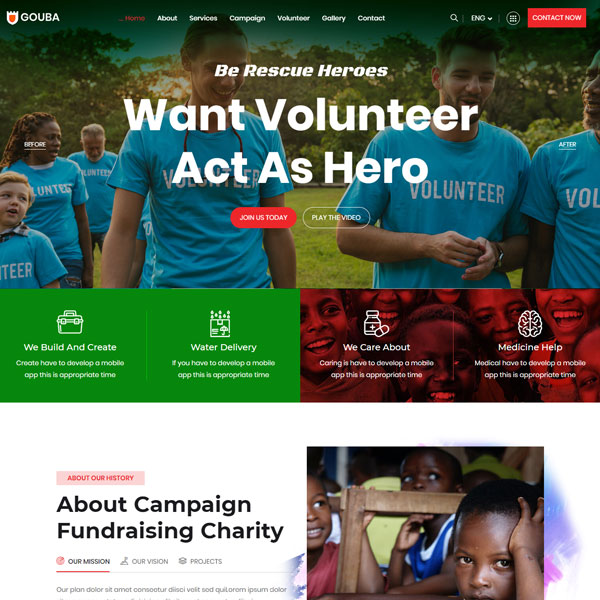 GOUBA
Home About Services Campaign Volunteer Gallery Contact
ENG
CONTACT NOW
Be Rescue Heroes
Want Volunteer
Act As Hero
BEFORE
AFTER
JOIN US TODAY
PLAY THE VIDEO
VOLUNTEER
VOLUNTEER
VOLUNTEER
VOLUNTEER
We Build And Create
Create have to develop a mobile
app this is appropriate time
Water Delivery
If you have to develop a mobile
app this is appropriate time
We Care About
Caring is have to develop a mobile
app this is appropriate time
Medicine Help
Medical have to develop a mobile
app this is appropriate time
ABOUT OUR HISTORY
About Campaign
Fundraising Charity
OUR MISSION OUR VISION PROJECTS
Our plan dolor sit amet consectur diisci velit sed quiLorem ipsum dolor